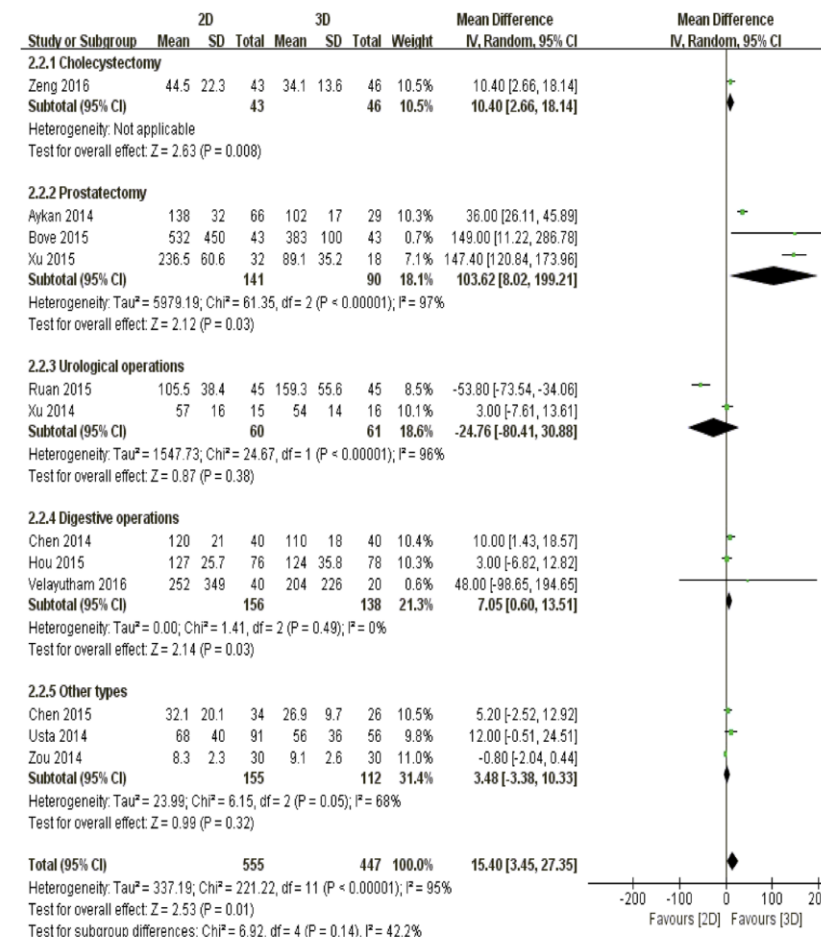 2D 3D Mean Difference Mean Difference
Study or Subgroup Mean SD Total Mean SD Total Weight IV, Random, 95% CI IV, Random, 95% CI
2.2.1 Cholecystectomy
Zeng 2016 44.5 22.3 43 34.1 13.6 46 10.5% 10.40 [2.66, 18.14]
Subtotal (95% CI) 43 46 10.5% 10.40 [2.66, 18.14]
Heterogeneity: Not applicable
Test for overall effect: Z = 2.63 (P = 0.008)
2.2.2 Prostatectomy
Aykan 2014 138 32 66 102 17 29 10.3% 36.00 [26.11, 45.89]
Bove 2015 532 450 43 383 100 43 0.7% 149.00 [11.22, 286.78]
Xu 2015 236.5 60.6 32 89.1 35.2 18 7.1% 147.40 [120.84, 173.96]
Subtotal (95% CI) 141 90 18.1% 103.62 [8.02, 199.21]
Heterogeneity: Tau² = 5979.19; Chi² = 61.35, df = 2 (P < 0.00001); I² = 97%
Test for overall effect: Z = 2.12 (P = 0.03)
2.2.3 Urological operations
Ruan 2015 105.5 38.4 45 159.3 55.6 45 8.5% -53.80 [-73.54, -34.06]
Xu 2014 57 16 15 54 14 16 10.1% 3.00 [-7.61, 13.61]
Subtotal (95% CI) 60 61 18.6% -24.76 [-80.41, 30.88]
Heterogeneity: Tau² = 1547.73; Chi² = 24.67, df = 1 (P < 0.00001); I² = 96%
Test for overall effect: Z = 0.87 (P = 0.38)
2.2.4 Digestive operations
Chen 2014 120 21 40 110 18 40 10.4% 10.00 [1.43, 18.57]
Hou 2015 127 25.7 76 124 35.8 78 10.3% 3.00 [-6.82, 12.82]
Velayutham 2016 252 349 40 204 226 20 0.6% 48.00 [-98.65, 194.65]
Subtotal (95% CI) 156 138 21.3% 7.05 [0.60, 13.51]
Heterogeneity: Tau² = 0.00; Chi² = 1.41, df = 2 (P = 0.49); I² = 0%
Test for overall effect: Z = 2.14 (P = 0.03)
2.2.5 Other types
Chen 2015 32.1 20.1 34 26.9 9.7 26 10.5% 5.20 [-2.52, 12.92]
Usta 2014 68 40 91 56 36 56 9.8% 12.00 [-0.51, 24.51]
Zou 2014 8.3 2.3 30 9.1 2.6 30 11.0% -0.80 [-2.04, 0.44]
Subtotal (95% CI) 155 112 31.4% 3.48 [-3.38, 10.33]
Heterogeneity: Tau² = 23.99; Chi² = 6.15, df = 2 (P = 0.05); I² = 68%
Test for overall effect: Z = 0.99 (P = 0.32)
Total (95% CI) 555 447 100.0% 15.40 [3.45, 27.35]
Heterogeneity: Tau² = 337.19; Chi² = 221.22, df = 11 (P < 0.00001); I² = 95%
Test for overall effect: Z = 2.53 (P = 0.01)
Test for subgroup differences: Chi² = 6.92, df = 4 (P = 0.14), I² = 42.2%
-200 -100 0 100 20
Favours [2D] Favours [3D]